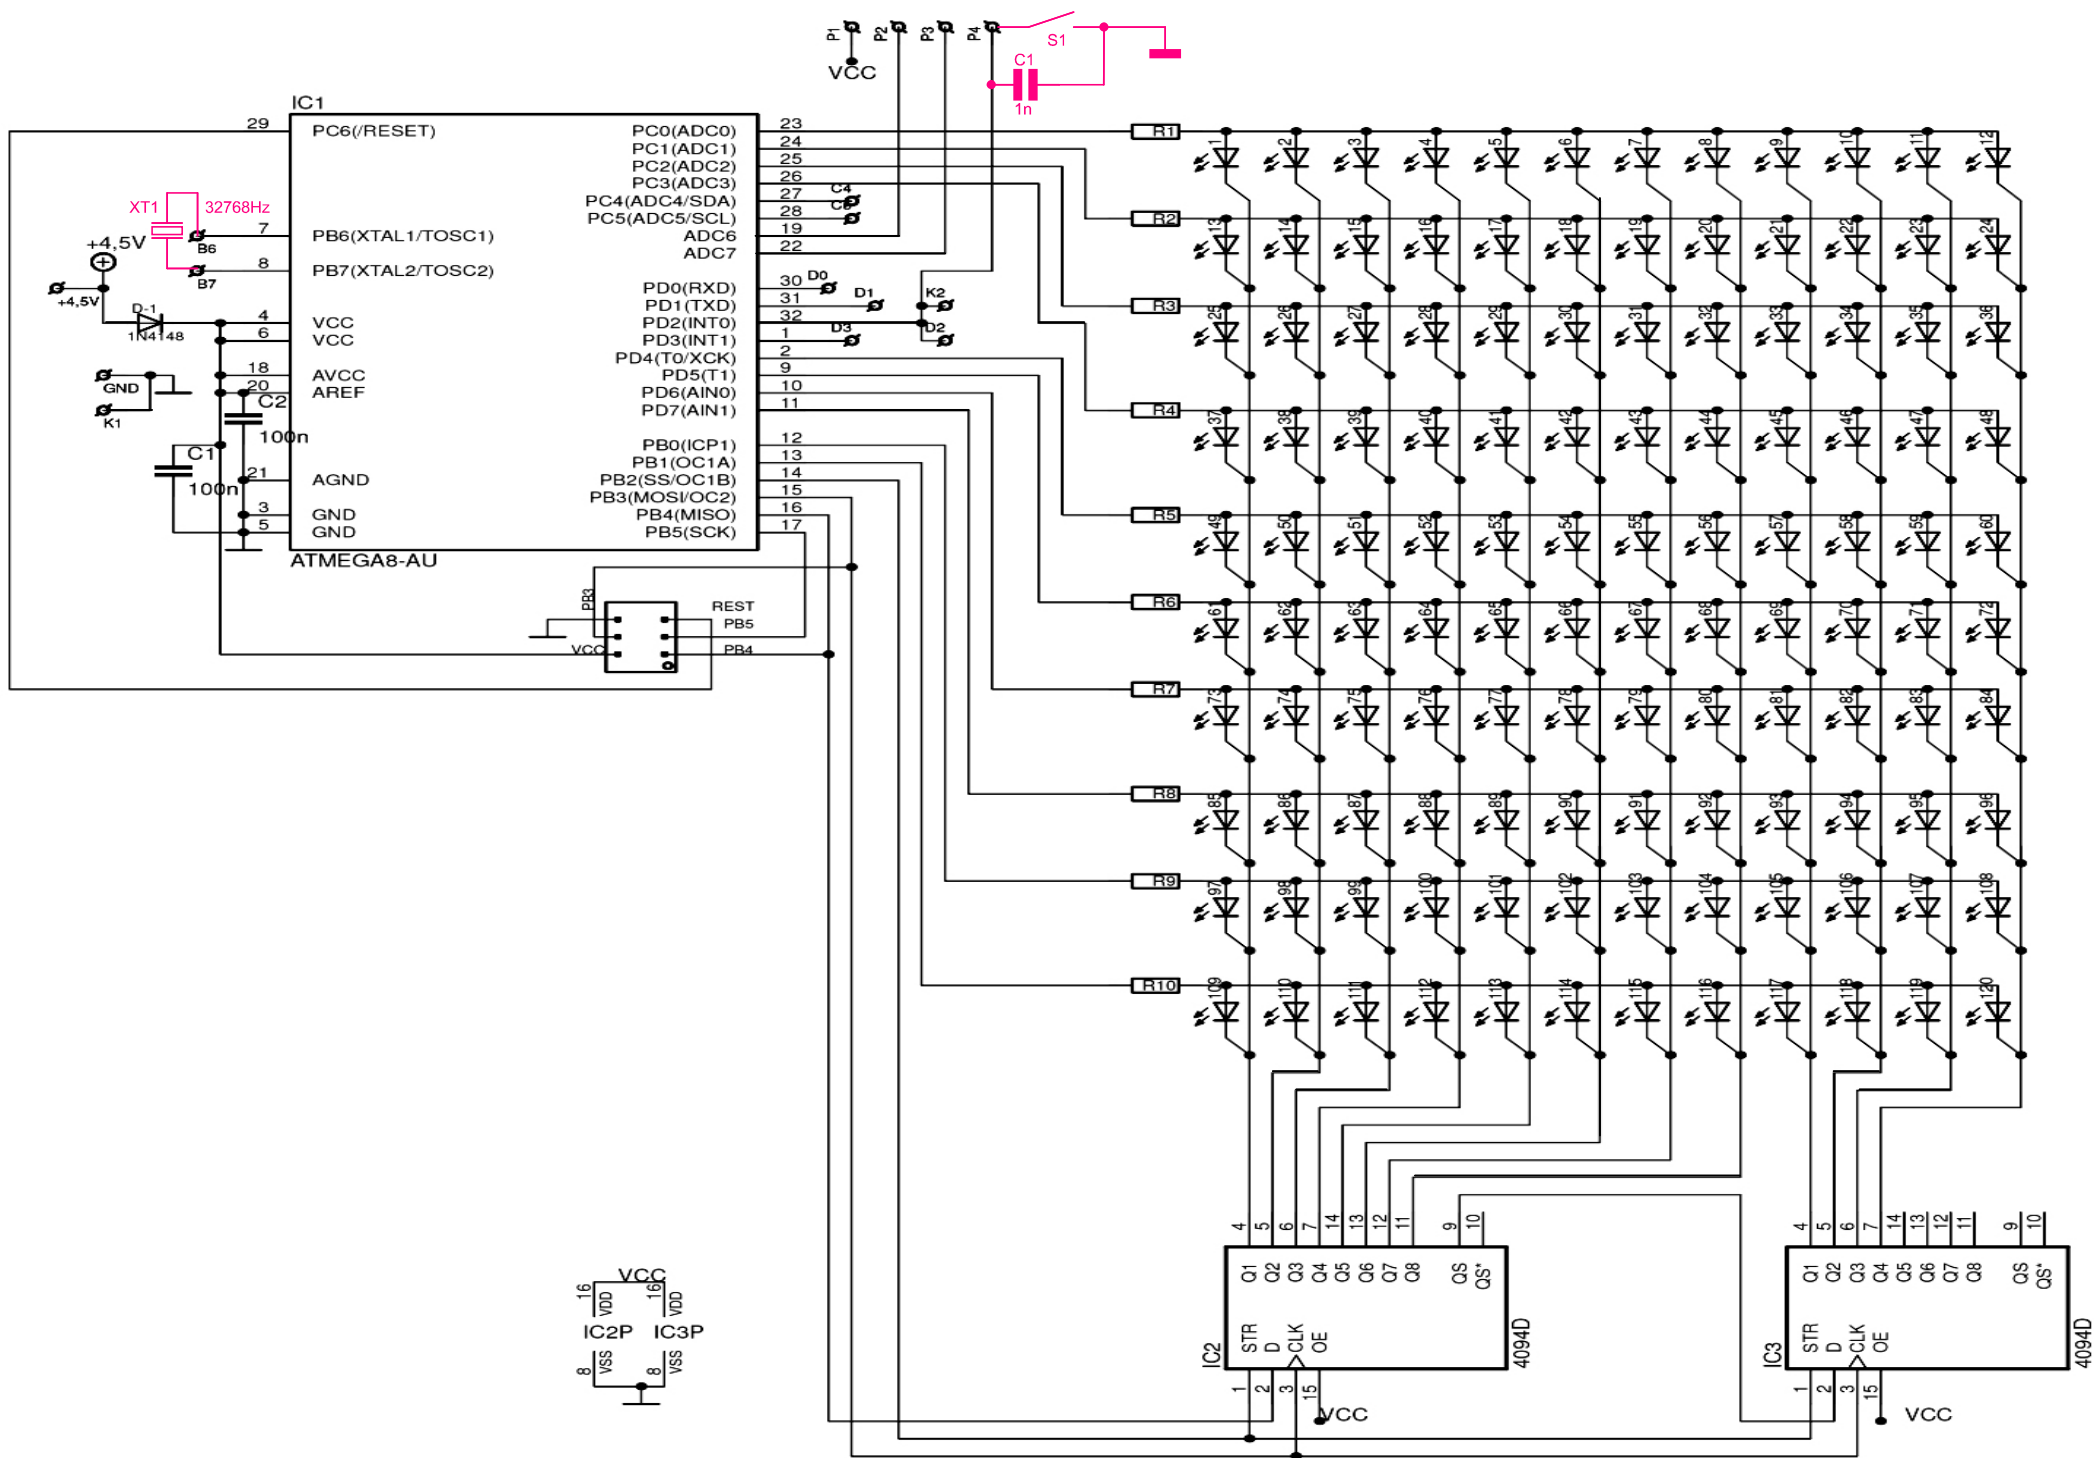 P1
P2
P3
P4
S1
VCC
C1
1n
IC1
29 PC6(/RESET)
PC0(ADC0) 23
PC1(ADC1) 24
PC2(ADC2) 25
PC3(ADC3) 26
PC4(ADC4/SDA) 27 C4
PC5(ADC5/SCL) 28
ADC6 19
ADC7 22
XT1 32768Hz
7 PB6(XTAL1/TOSC1)
B6
8 PB7(XTAL2/TOSC2)
B7
+4,5V
+4,5V
D-1
1N4148
4 VCC
6 VCC
18 AVCC
20 AREF
GND
K1
C2
100n
C1
100n
21 AGND
3 GND
5 GND
PD0(RXD) 30 D0
PD1(TXD) 31 D1
K2
PD2(INT0) 32
PD3(INT1) 1 D3
D2
PD4(T0/XCK) 2
PD5(T1) 9
PD6(AIN0) 10
PD7(AIN1) 11
PB0(ICP1) 12
PB1(OC1A) 13
PB2(SS/OC1B) 14
PB3(MOSI/OC2) 15
PB4(MISO) 16
PB5(SCK) 17
ATMEGA8-AU
PB3
REST
PB5
VCC
PB4
R1
1 2 3 4 5 6 7 8 9 10 11 12
R2
13 14 15 16 17 18 19 20 21 22 23 24
R3
25 26 27 28 29 30 31 32 33 34 35 36
R4
37 38 39 40 41 42 43 44 45 46 47 48
R5
49 50 51 52 53 54 55 56 57 58 59 60
R6
61 62 63 64 65 66 67 68 69 70 71 72
R7
73 74 75 76 77 78 79 80 81 82 83 84
R8
85 86 87 88 89 90 91 92 93 94 95 96
R9
97 98 99 100 101 102 103 104 105 106 107 108
R10
109 110 111 112 113 114 115 116 117 118 119 120
4 5 6 7 14 13 12 11 9 10
Q1 Q2 Q3 Q4 Q5 Q6 Q7 Q8 QS QS*
STR D CLK OE
IC2
4094D
1 2 3 15
VCC
4 5 6 7 14 13 12 11 9 10
Q1 Q2 Q3 Q4 Q5 Q6 Q7 Q8 QS QS*
STR D CLK OE
IC3
4094D
1 2 3 15
VCC
VCC
16 VDD
16 VDD
IC2P IC3P
8 VSS
8 VSS